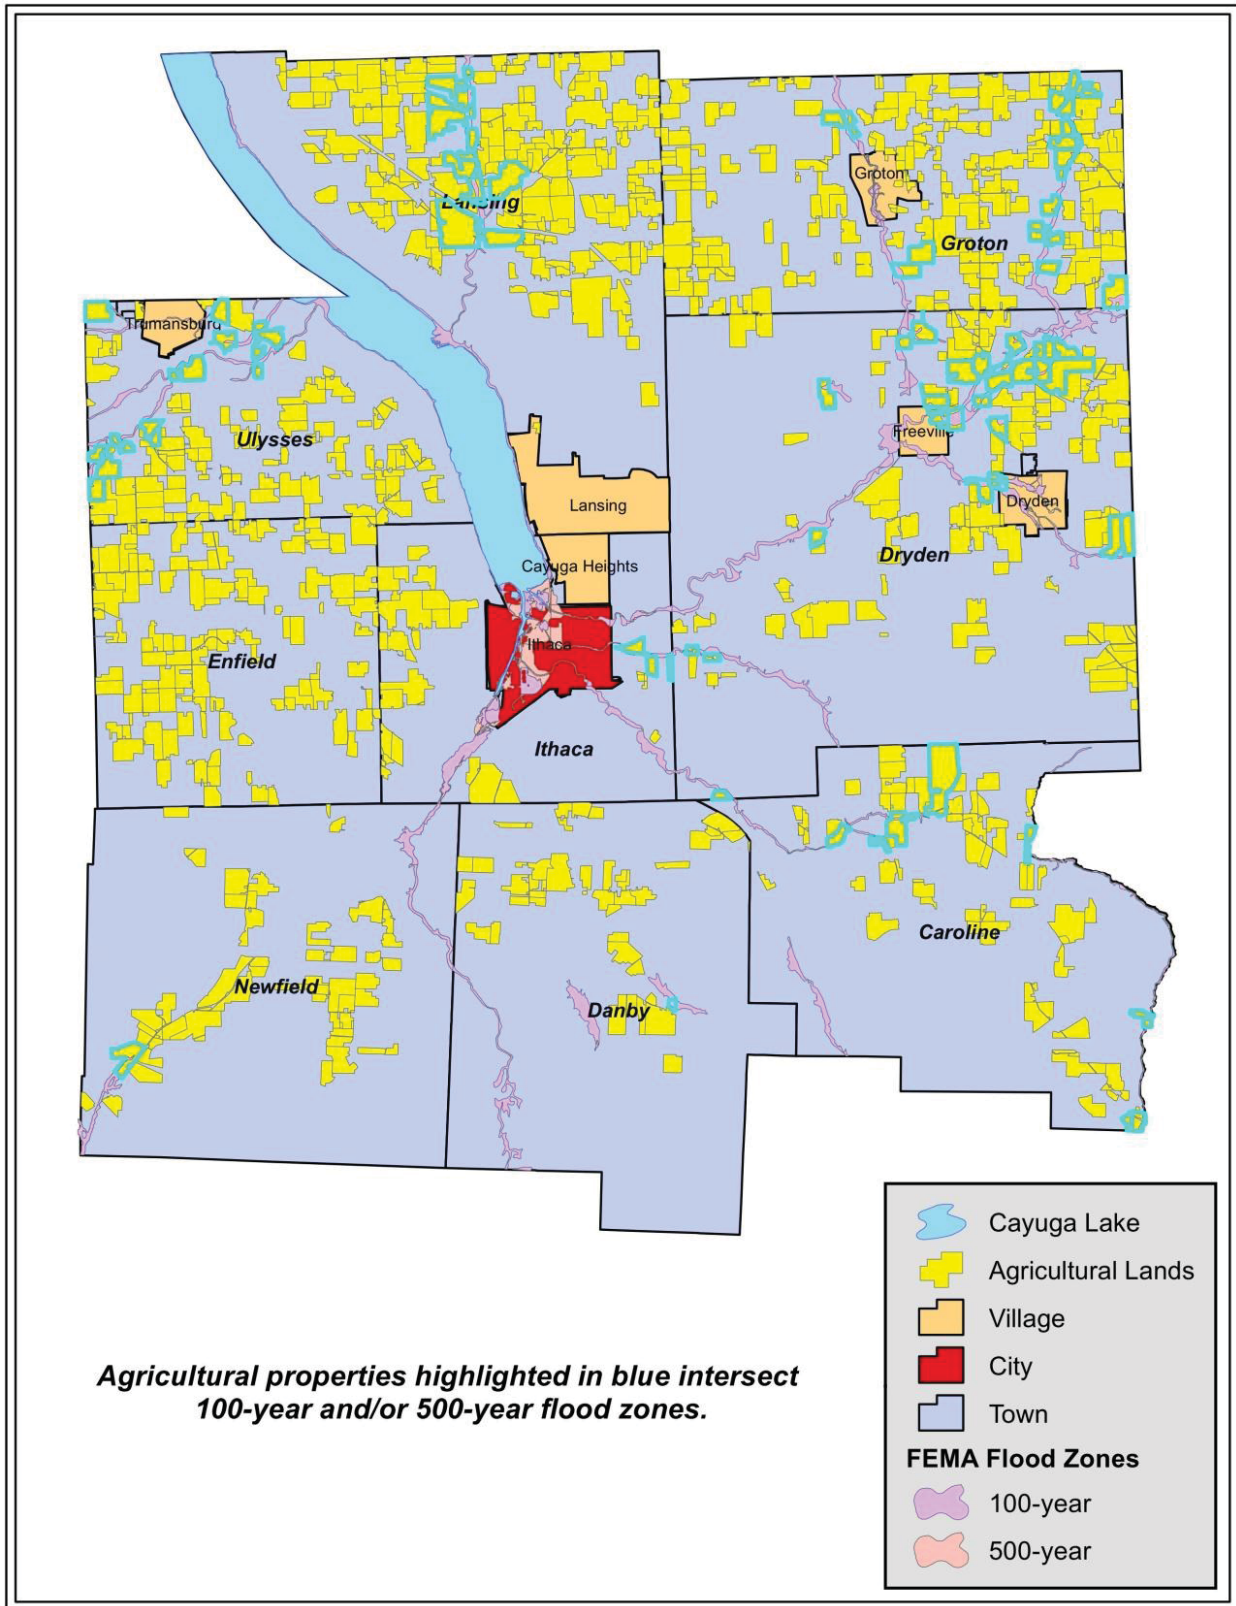 Groton
Lansing
Groton
Trumansburg
Ulysses
Freeville
Lansing
Dryden
Dryden
Cayuga Heights
Ithaca
Enfield
Ithaca
Caroline
Newfield
Danby
Cayuga Lake
Agricultural Lands
Village
City
Town
FEMA Flood Zones
100-year
500-year
Agricultural properties highlighted in blue intersect
100-year and/or 500-year flood zones.